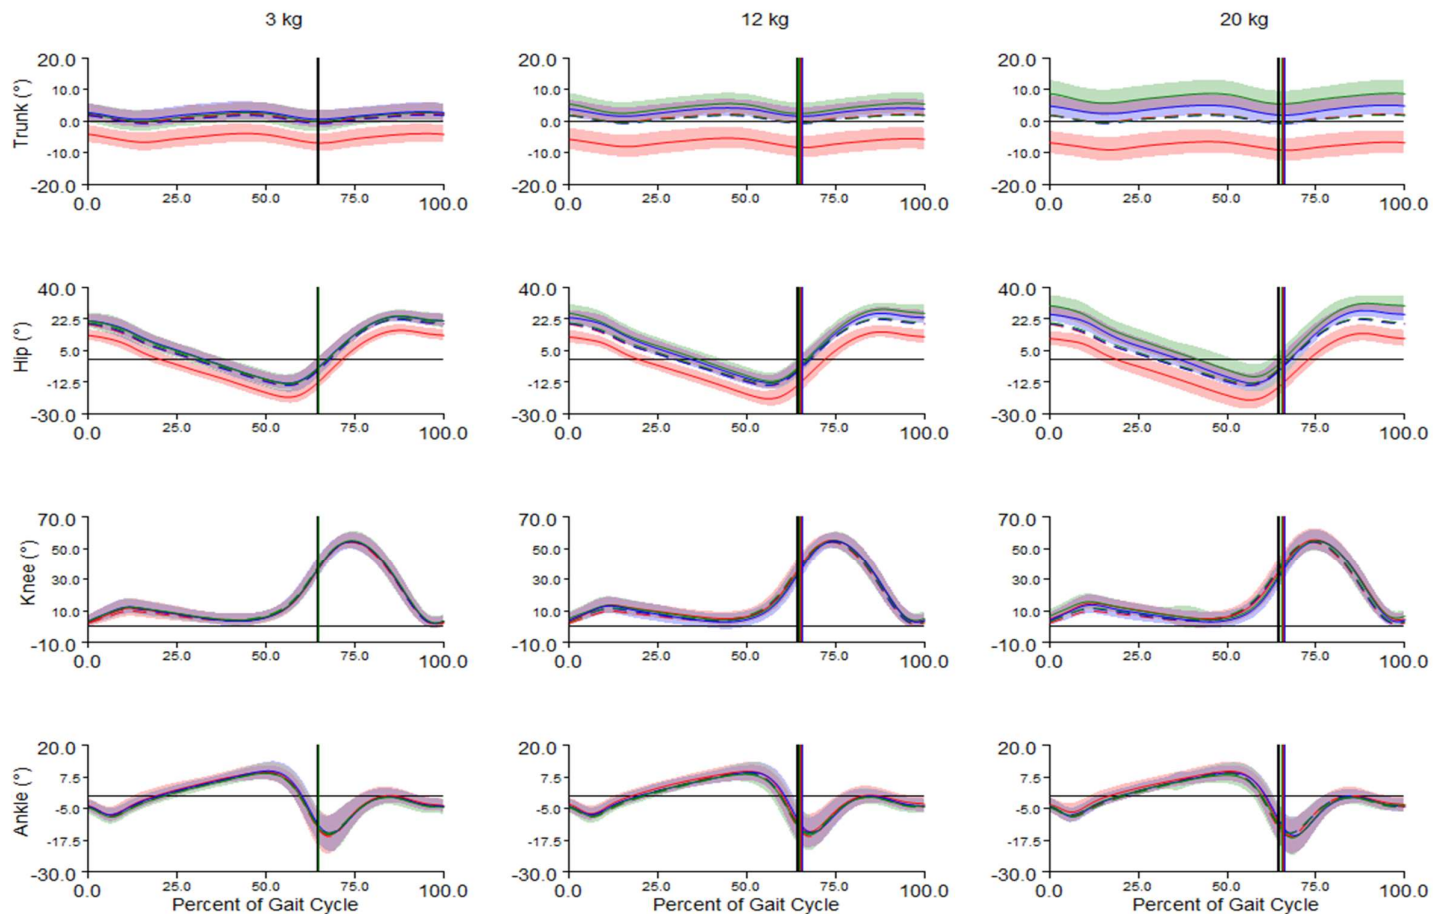 3 kg 12 kg 20 kg
Trunk (°)
20.0 20.0 20.0
10.0 10.0 10.0
0.0 0.0 0.0
-10.0 -10.0 -10.0
-20.0 -20.0 -20.0
0.0 25.0 50.0 75.0 100.0 0.0 25.0 50.0 75.0 100.0 0.0 25.0 50.0 75.0 100.0
Hip (°)
40.0 40.0 40.0
22.5 22.5 22.5
5.0 5.0 5.0
-12.5 -12.5 -12.5
-30.0 -30.0 -30.0
0.0 25.0 50.0 75.0 100.0 0.0 25.0 50.0 75.0 100.0 0.0 25.0 50.0 75.0 100.0
Knee (°)
70.0 70.0 70.0
50.0 50.0 50.0
30.0 30.0 30.0
10.0 10.0 10.0
-10.0 -10.0 -10.0
0.0 25.0 50.0 75.0 100.0 0.0 25.0 50.0 75.0 100.0 0.0 25.0 50.0 75.0 100.0
Ankle (°)
20.0 20.0 20.0
7.5 7.5 7.5
-5.0 -5.0 -5.0
-17.5 -17.5 -17.5
-30.0 -30.0 -30.0
0.0 25.0 50.0 75.0 100.0 0.0 25.0 50.0 75.0 100.0 0.0 25.0 50.0 75.0 100.0
Percent of Gait Cycle Percent of Gait Cycle Percent of Gait Cycle